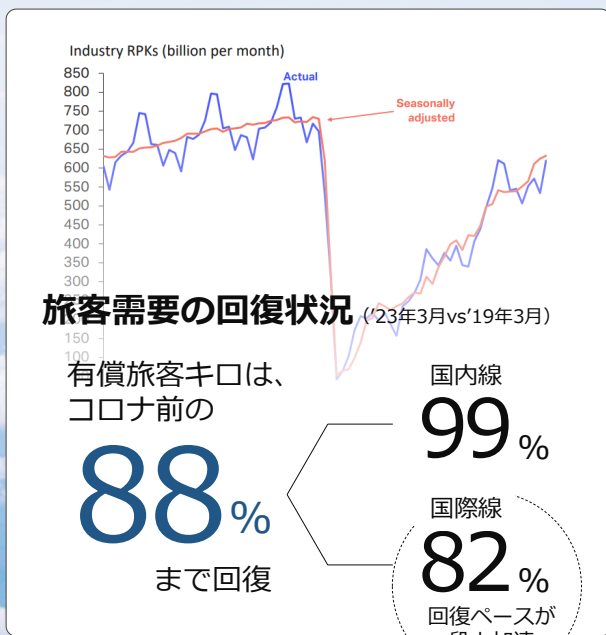 Industry RPKs (billion per month)
850
800
750
700
650
600
550
500
450
400
350
300
100
Actual
Seasonally
adjusted
旅客需要の回復状況 ('23年3月vs'19年3月)
有償旅客キロは、
コロナ前の
88%
まで回復
国内線
99%
国際線
82%
回復ペースが